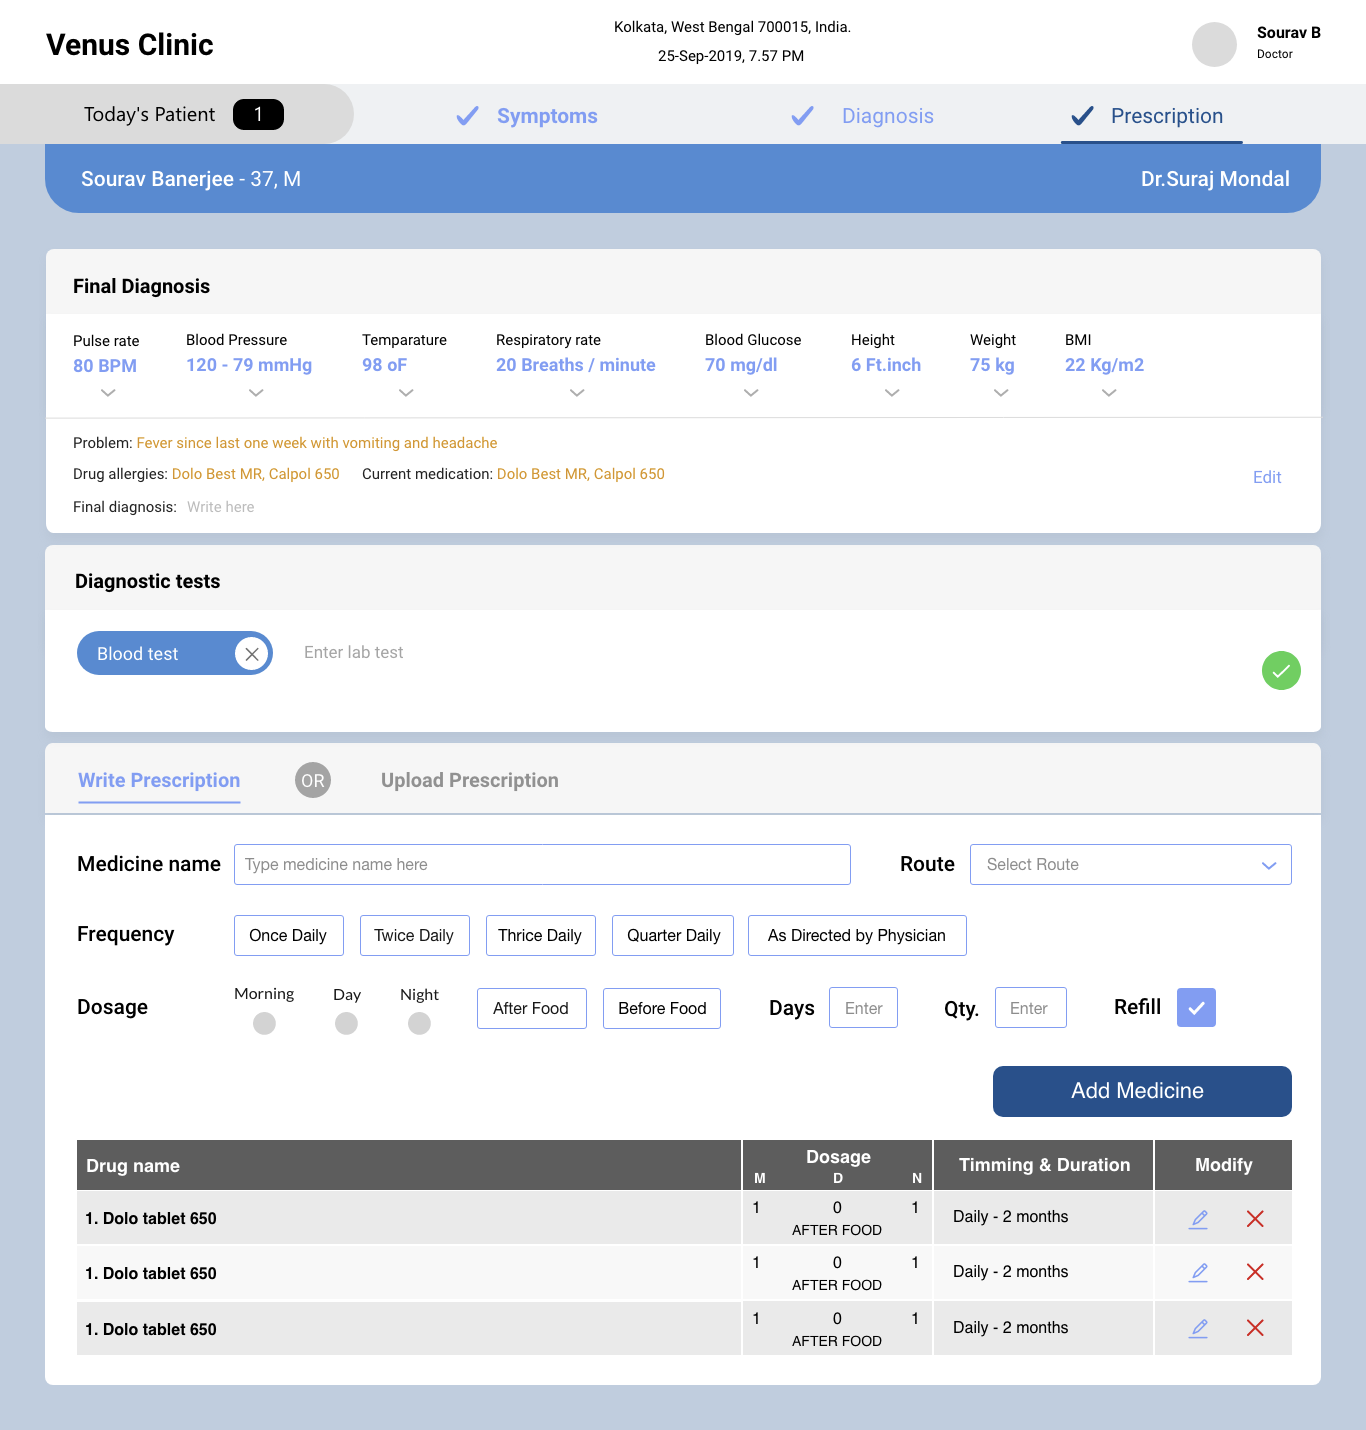 Venus Clinic
Kolkata, West Bengal 700015, India.
25-Sep-2019, 7.57 PM
Sourav B
Doctor
Today's Patient 1
Symptoms
Diagnosis
Prescription
Sourav Banerjee - 37, M
Dr.Suraj Mondal
Final Diagnosis
Pulse rate
80 BPM
Blood Pressure
120 - 79 mmHg
Temparature
98 oF
Respiratory rate
20 Breaths / minute
Blood Glucose
70 mg/dl
Height
6 Ft.inch
Weight
75 kg
BMI
22 Kg/m2
Problem: Fever since last one week with vomiting and headache
Drug allergies: Dolo Best MR, Calpol 650 Current medication: Dolo Best MR, Calpol 650
Edit
Final diagnosis: Write here
Diagnostic tests
Blood test
Enter lab test
Write Prescription OR Upload Prescription
Medicine name Type medicine name here Route Select Route
Frequency Once Daily Twice Daily Thrice Daily Quarter Daily As Directed by Physician
Dosage Morning Day Night After Food Before Food Days Enter Qty. Enter Refill
Add Medicine
Drug name Dosage Timming & Duration Modify
M D N
1. Dolo tablet 650 1 0 1 Daily - 2 months
AFTER FOOD
1. Dolo tablet 650 1 0 1 Daily - 2 months
AFTER FOOD
1. Dolo tablet 650 1 0 1 Daily - 2 months
AFTER FOOD